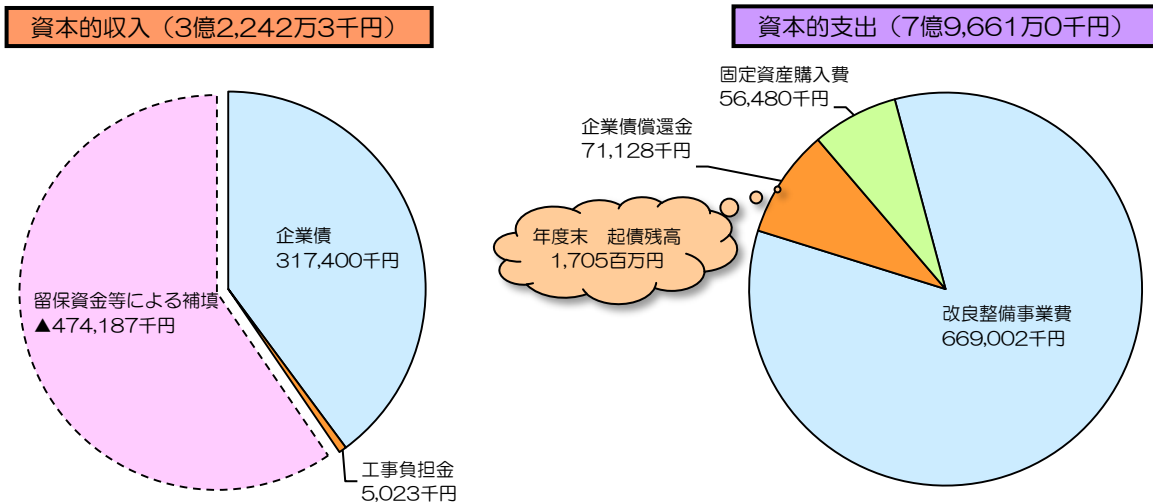 資本的収入（3億2,242万3千円）
企業債
317,400千円
留保資金等による補填
▲474,187千円
工事負担金
5,023千円
資本的支出（7億9,661万0千円）
固定資産購入費
56,480千円
企業債償還金
71,128千円
年度末　起債残高
1,705百万円
改良整備事業費
669,002千円